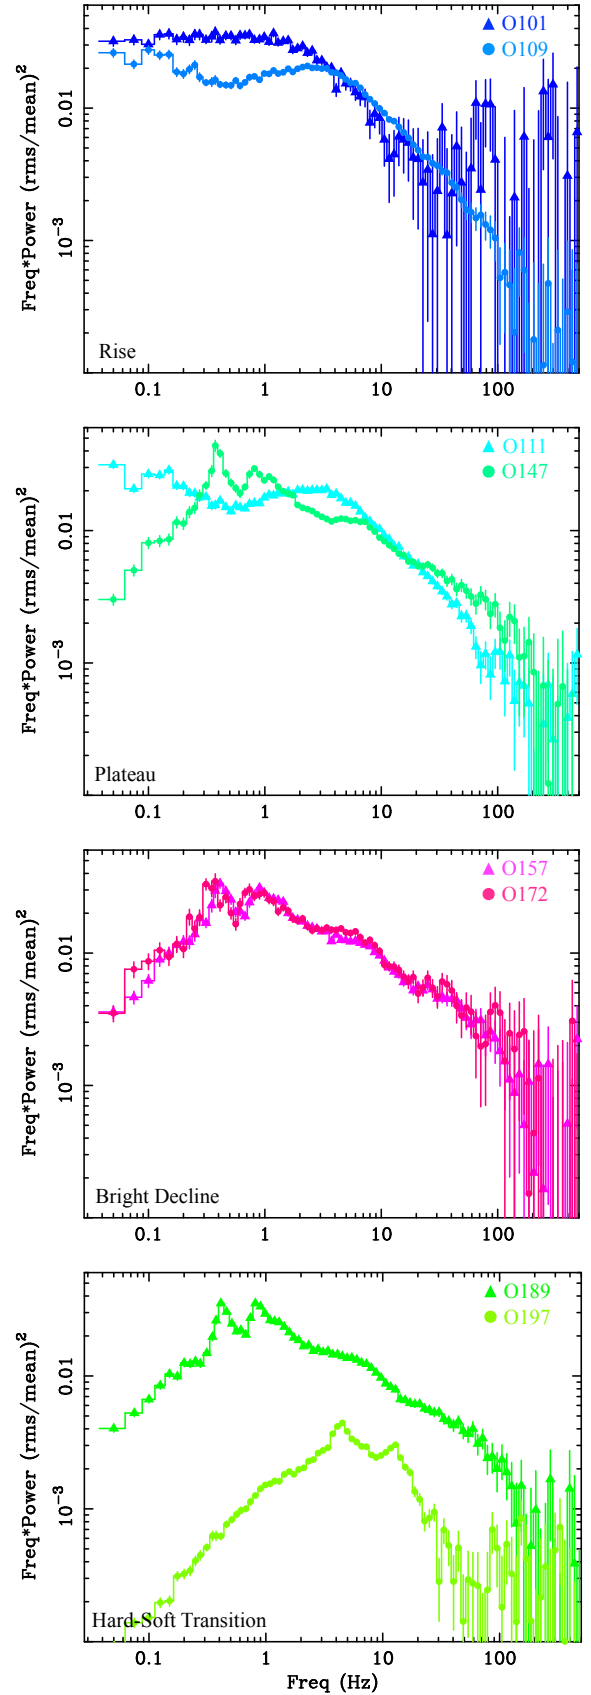 O101
O109
Freq*Power (rms/mean)²
0.01
10⁻³
Rise
0.1 1 10 100
O111
O147
Freq*Power (rms/mean)²
0.01
10⁻³
Plateau
0.1 1 10 100
O157
O172
Freq*Power (rms/mean)²
0.01
10⁻³
Bright Decline
0.1 1 10 100
O189
O197
Freq*Power (rms/mean)²
0.01
10⁻³
Hard-Soft Transition
0.1 1 10 100
Freq (Hz)